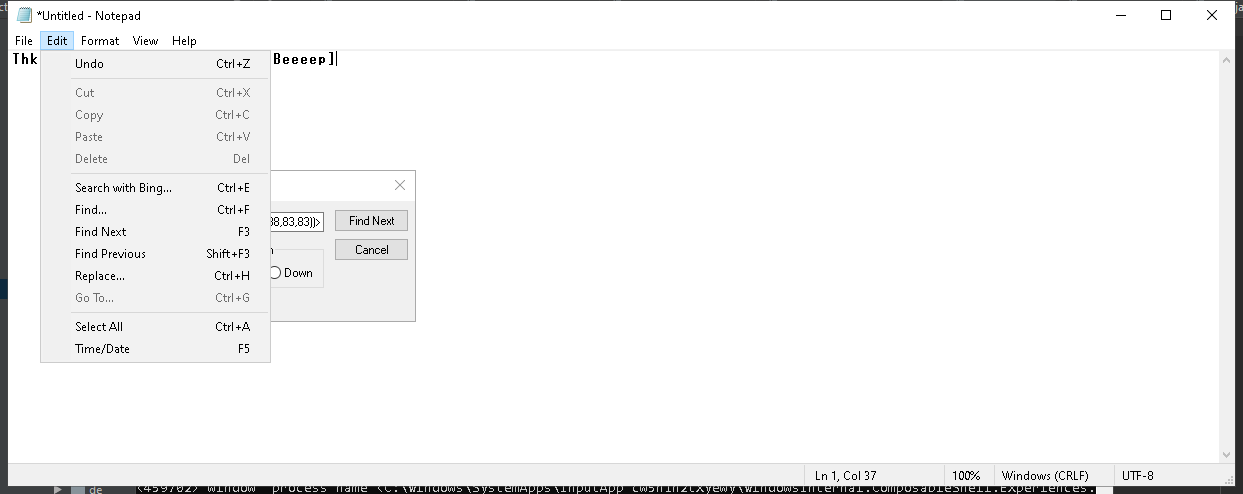 *Untitled - Notepad
File Edit Format View Help
Thk Beeeep]
Undo Ctrl+Z
Cut Ctrl+X
Copy Ctrl+C
Paste Ctrl+V
Delete Del
Search with Bing... Ctrl+E
Find... Ctrl+F
Find Next F3
Find Previous Shift+F3
Replace... Ctrl+H
Go To... Ctrl+G
Select All Ctrl+A
Time/Date F5
38,83,83])> Find Next
Cancel
Down
Ln 1, Col 37 100% Windows (CRLF) UTF-8
de <459702> window process name <C:\Windows\SystemApps\InputApp_cw5n1h2txyewy\WindowsInternal.ComposableShell.Experiences.